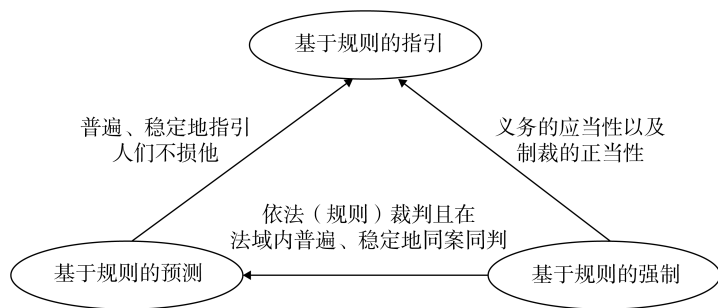 基于规则的指引
普遍、稳定地指引
人们不损他
义务的应当性以及
制裁的正当性
依法（规则）裁判且在
法域内普遍、稳定地同案同判
基于规则的预测
基于规则的强制